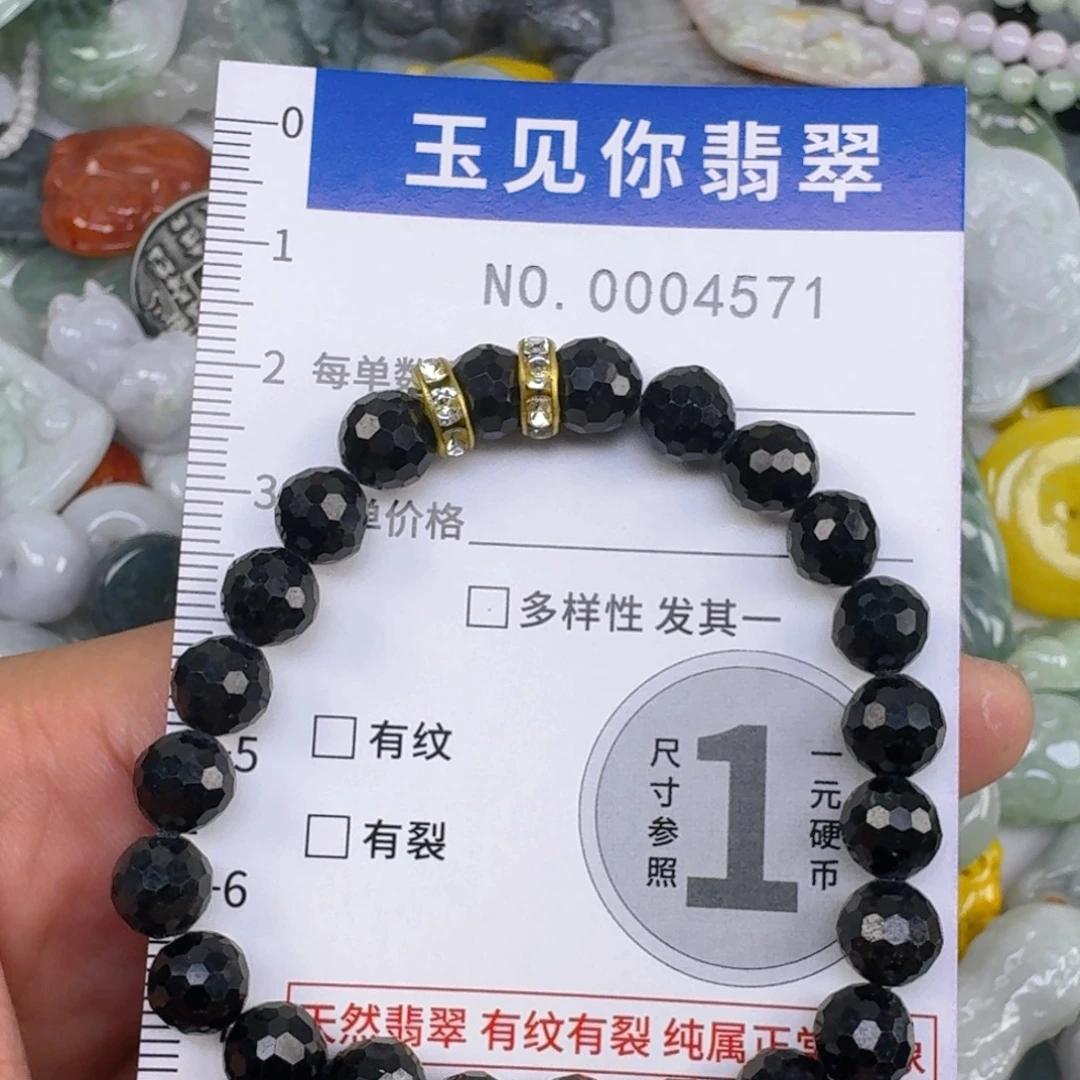 玉见你翡翠
NO. 0004571
0
1
2
3
5
6
每单数
单价格
多样性 发其一
有纹
有裂
尺寸参照
1
一元硬币
天然翡翠 有纹有裂 纯属正常